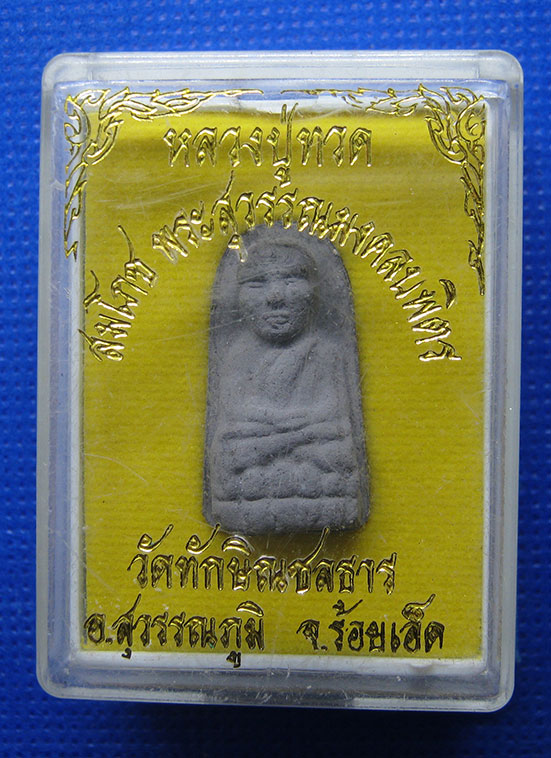 หลวงปู่ทวด
สมโภช พระสุวรรณมงคลบพิตร
วัดทักษิณชลธาร
อ.สุวรรณภูมิ จ.ร้อยเอ็ด